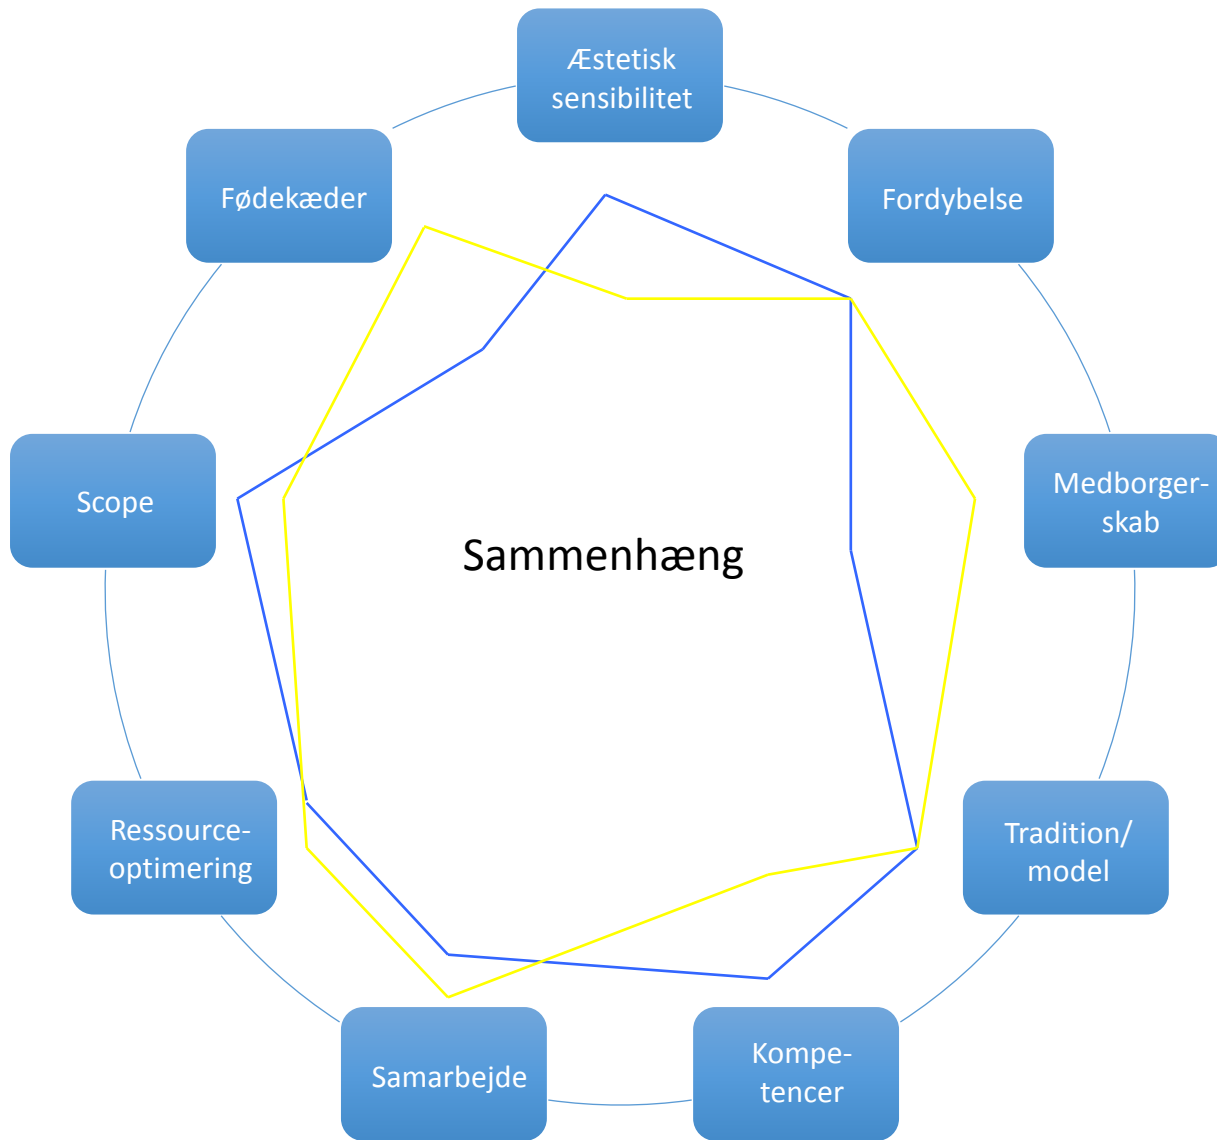 Æstetisk
sensibilitet
Fordybelse
Medborger-
skab
Tradition/
model
Kompe-
tencer
Samarbejde
Ressource-
optimering
Scope
Fødekæder
Sammenhæng